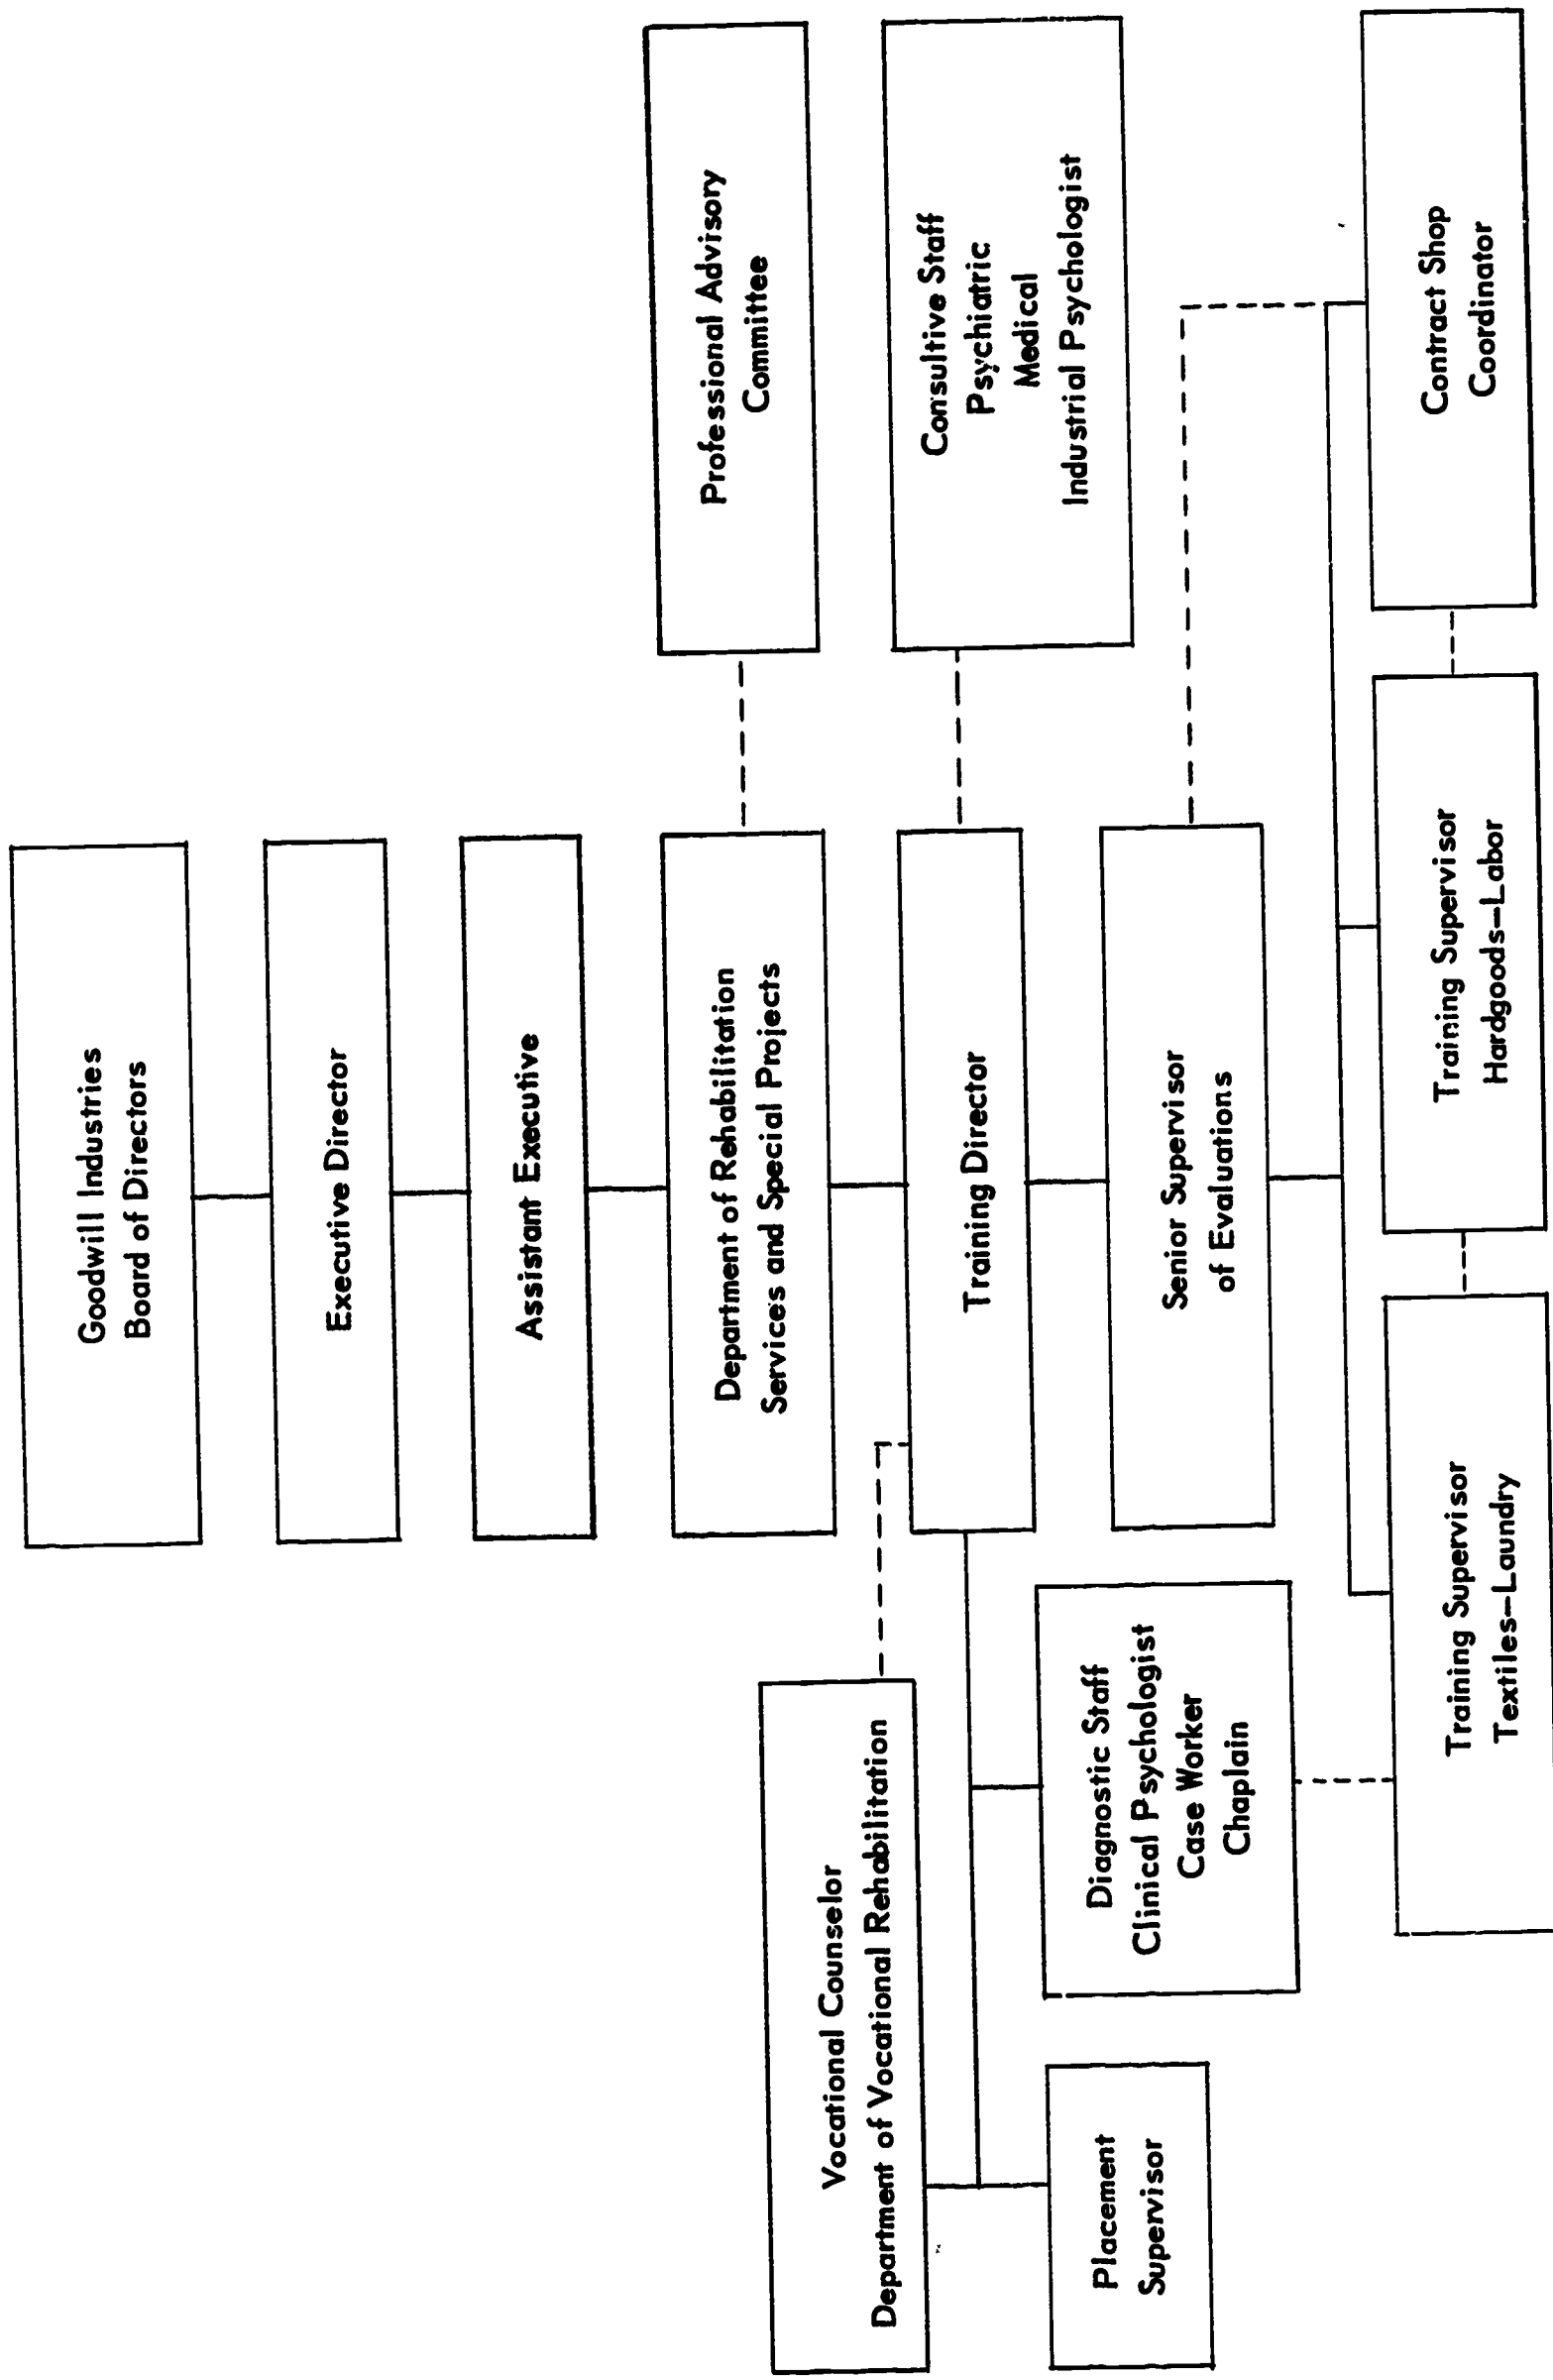 Goodwill Industries
Board of Directors
Executive Director
Assistant Executive
Department of Rehabilitation
Services and Special Projects
Professional Advisory
Committee
Vocational Counselor
Department of Vocational Rehabilitation
Training Director
Consultive Staff
Psychiatric
Medical
Industrial Psychologist
Placement
Supervisor
Diagnostic Staff
Clinical Psychologist
Case Worker
Chaplain
Senior Supervisor
of Evaluations
Training Supervisor
Textiles—Laundry
Training Supervisor
Hardgoods—Labor
Contract Shop
Coordinator